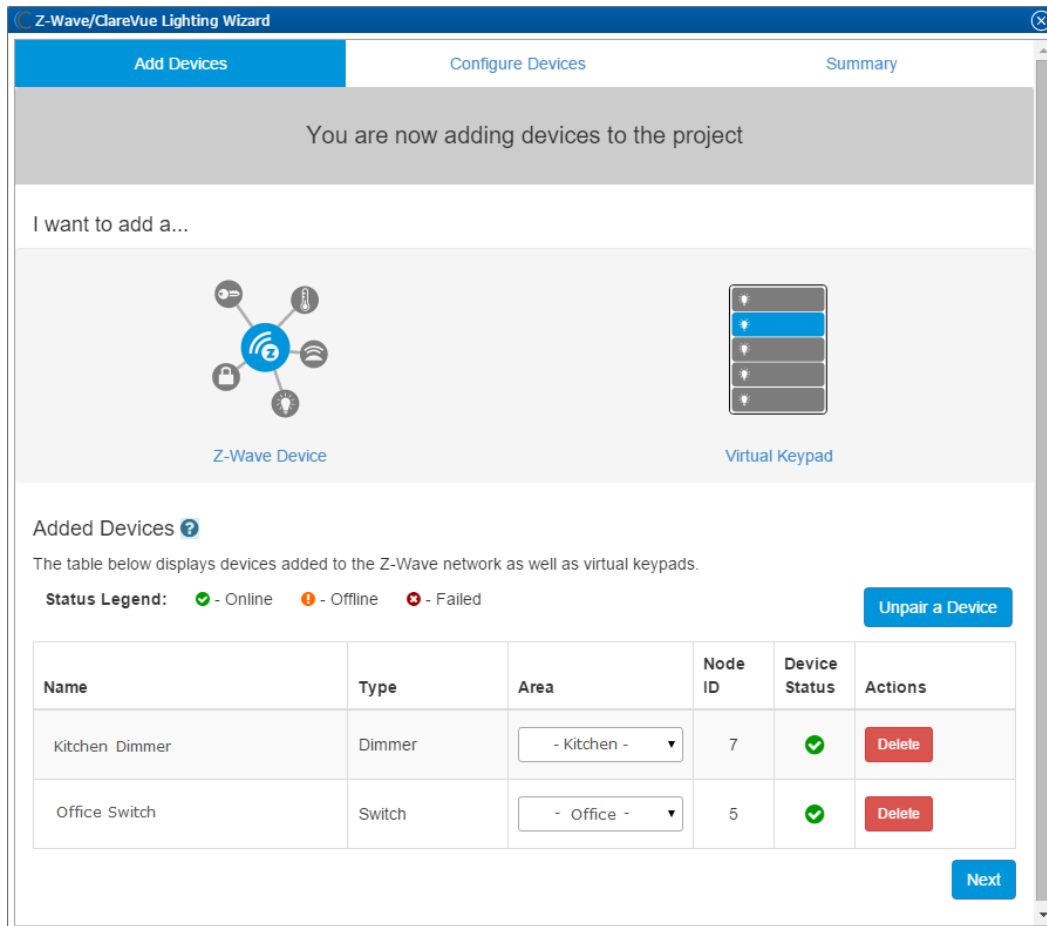 Z-Wave/ClareVue Lighting Wizard
Add Devices Configure Devices Summary
You are now adding devices to the project
I want to add a...
Z-Wave Device Virtual Keypad
Added Devices ?
The table below displays devices added to the Z-Wave network as well as virtual keypads.
Status Legend: - Online - Offline - Failed
Unpair a Device
Name Type Area Node ID Device Status Actions
Kitchen Dimmer Dimmer - Kitchen - 7 Delete
Office Switch Switch - Office - 5 Delete
Next